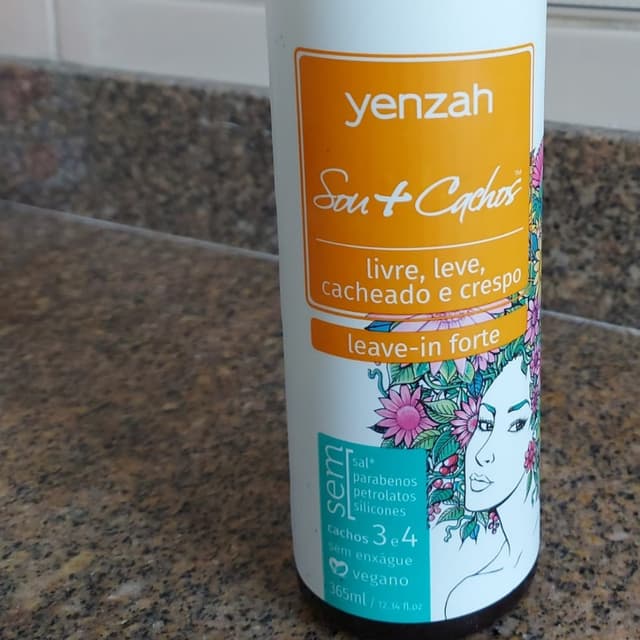 yenzah
Sou + Cachos™
livre, leve,
cacheado e crespo
leave-in forte
sem
sal*
parabenos
petrolatos
silicones
cachos 3 e 4
sem enxágue
vegano
365ml / 12.34 fl.oz